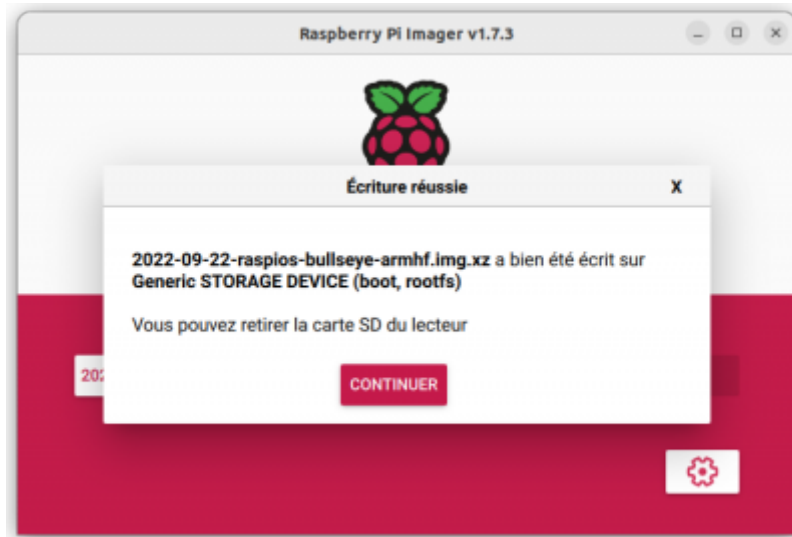 Raspberry Pi Imager v1.7.3
Écriture réussie
X
2022-09-22-raspios-bullseye-armhf.img.xz a bien été écrit sur
Generic STORAGE DEVICE (boot, rootfs)
Vous pouvez retirer la carte SD du lecteur
202
CONTINUER